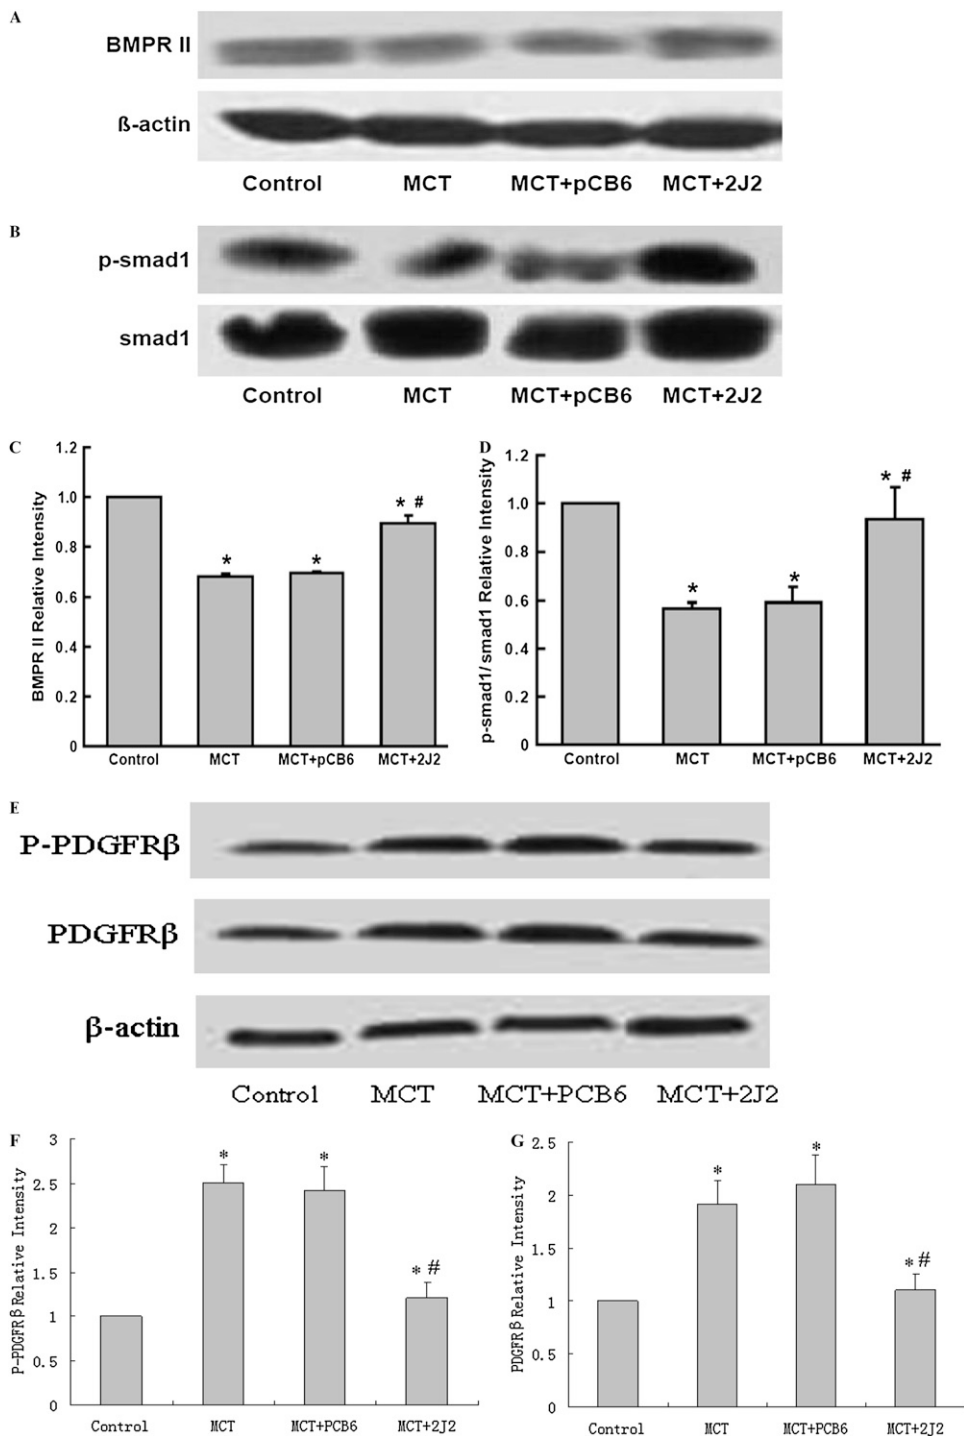 A
BMPR II
ß-actin
Control MCT MCT+pCB6 MCT+2J2
B
p-smad1
smad1
Control MCT MCT+pCB6 MCT+2J2
C
BMPR II Relative Intensity
1.2
1.0
0.8
0.6
0.4
0.2
0
* * * #
Control MCT MCT+pCB6 MCT+2J2
D
p-smad1/ smad1 Relative Intensity
1.2
1.0
0.8
0.6
0.4
0.2
0
* * * #
Control MCT MCT+pCB6 MCT+2J2
E
P-PDGFRβ
PDGFRβ
β-actin
Control MCT MCT+PCB6 MCT+2J2
F
P-PDGFRβ Relative Intensity
3
2.5
2
1.5
1
0.5
0
* * * #
Control MCT MCT+PCB6 MCT+2J2
G
PDGFRβ Relative Intensity
2.5
2
1.5
1
0.5
0
* * * #
Control MCT MCT+PCB6 MCT+2J2